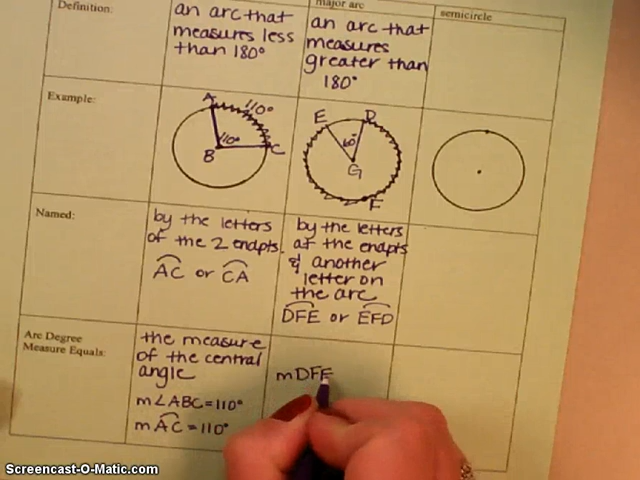 Definition:
an arc that
measures less
than 180°
major arc
an arc that
measures
greater than
180°
semicircle
Example:
A
110°
110°
B
C
E
D
60°
G
F
Named:
by the letters
of the 2 endpts.
AC or CA
by the letters
of the endpts
& another
letter on
the arc
DFE or EFD
Arc Degree
Measure Equals:
the measure
of the central
angle
m∠ABC=110°
mAC=110°
mDFE
Screencast-O-Matic.com